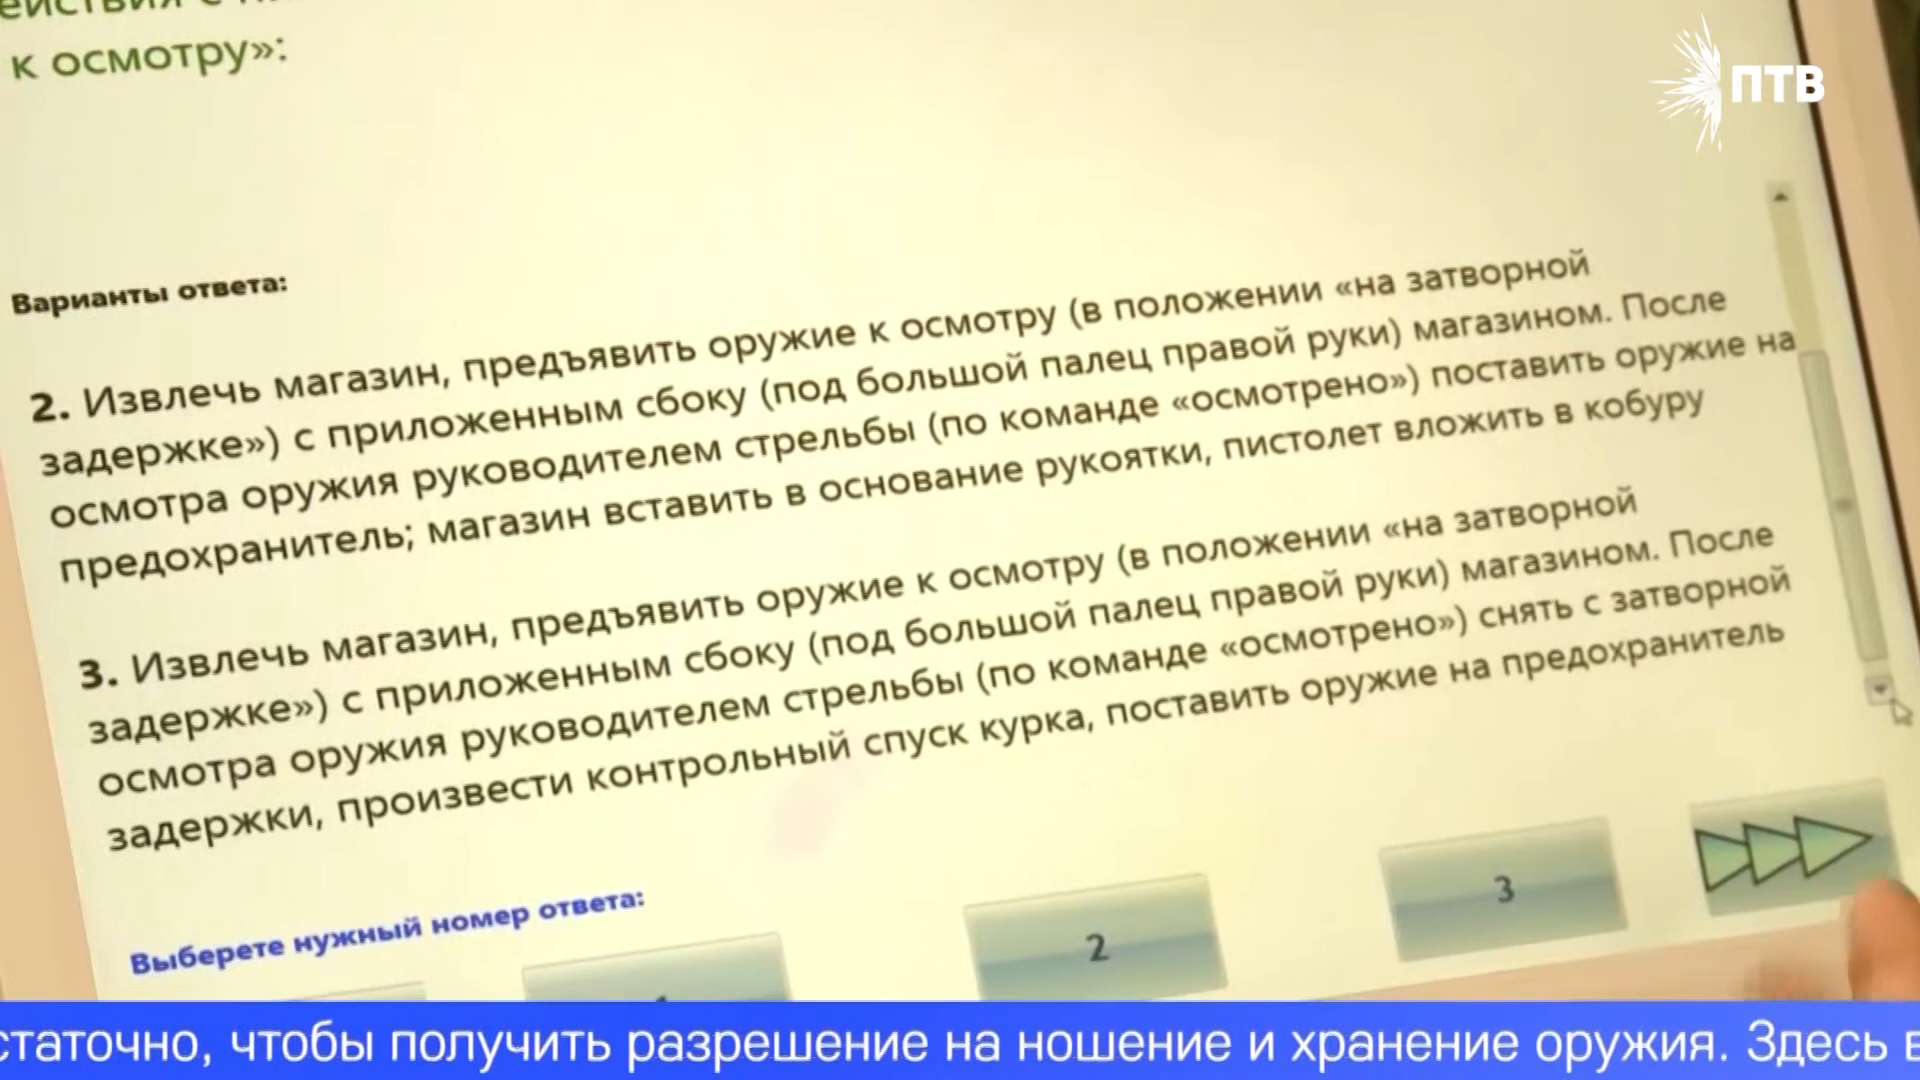 к осмотру»:
ПТВ
Варианты ответа:
2. Извлечь магазин, предъявить оружие к осмотру (в положении «на затворной
задержке») с приложенным сбоку (под большой палец правой руки) магазином. После
осмотра оружия руководителем стрельбы (по команде «осмотрено») поставить оружие на
предохранитель; магазин вставить в основание рукоятки, пистолет вложить в кобуру
3. Извлечь магазин, предъявить оружие к осмотру (в положении «на затворной
задержке») с приложенным сбоку (под большой палец правой руки) магазином. После
осмотра оружия руководителем стрельбы (по команде «осмотрено») снять с затворной
задержки, произвести контрольный спуск курка, поставить оружие на предохранитель
Выберете нужный номер ответа:
2
3
статочно, чтобы получить разрешение на ношение и хранение оружия. Здесь в